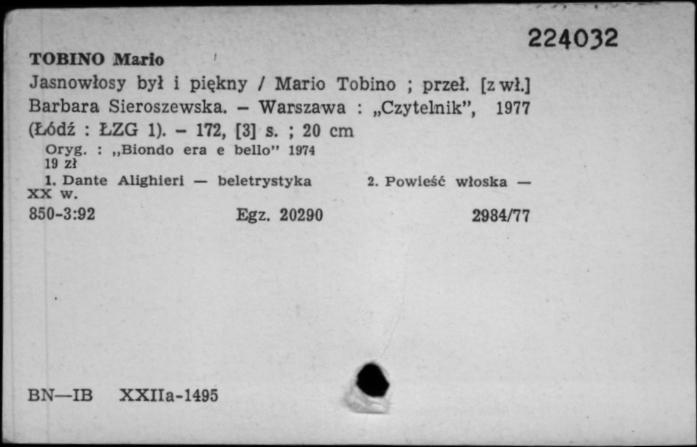 224032
TOBINO Mario
Jasnowłosy był i piękny / Mario Tobino ; przeł. [z wł.]
Barbara Sieroszewska. – Warszawa : „Czytelnik”, 1977
(Łódź : ŁZG 1). – 172, [3] s. ; 20 cm
Oryg. : „Biondo era e bello” 1974
19 zł
1. Dante Alighieri — beletrystyka 2. Powieść włoska —
XX w.
850-3:92 Egz. 20290 2984/77
BN—IB XXIIa-1495